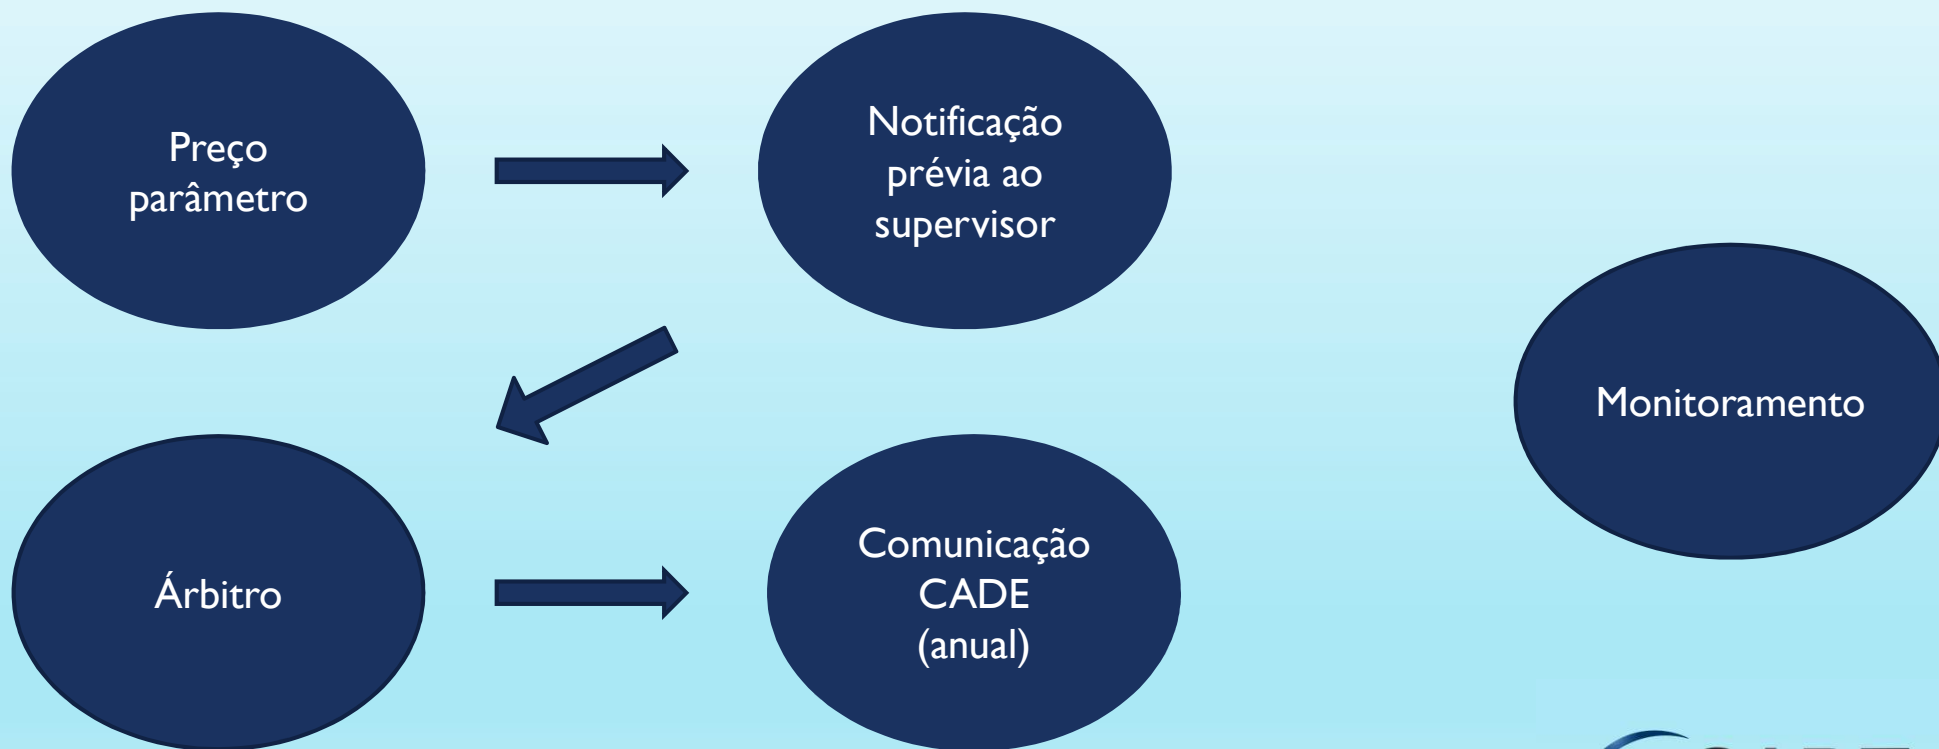 Preço
parâmetro
Notificação
prévia ao
supervisor
Monitoramento
Árbitro
Comunicação
CADE
(anual)